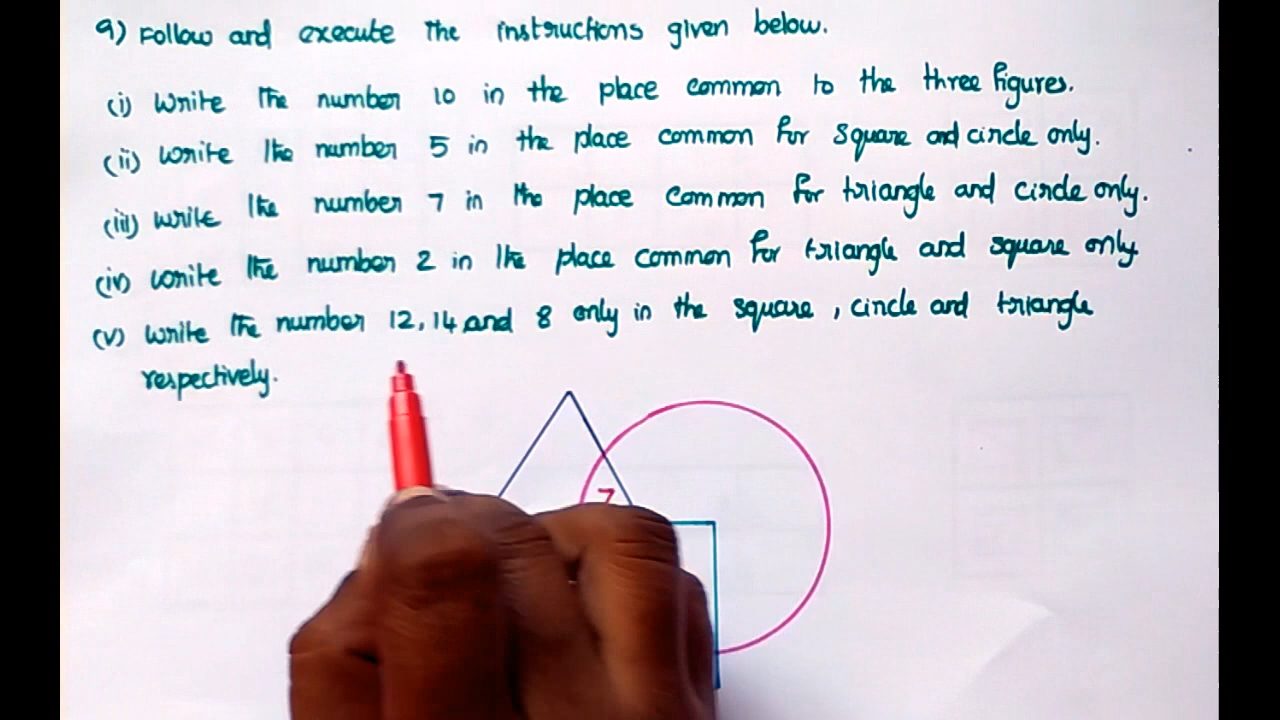 9) Follow and execute the instructions given below.
(i) Write the number 10 in the place common to the three figures.
(ii) Write the number 5 in the place common for square and circle only.
(iii) Write the number 7 in the place common for triangle and circle only.
(iv) Write the number 2 in the place common for triangle and square only
(v) Write the number 12, 14 and 8 only in the square, circle and triangle
respectively.
7